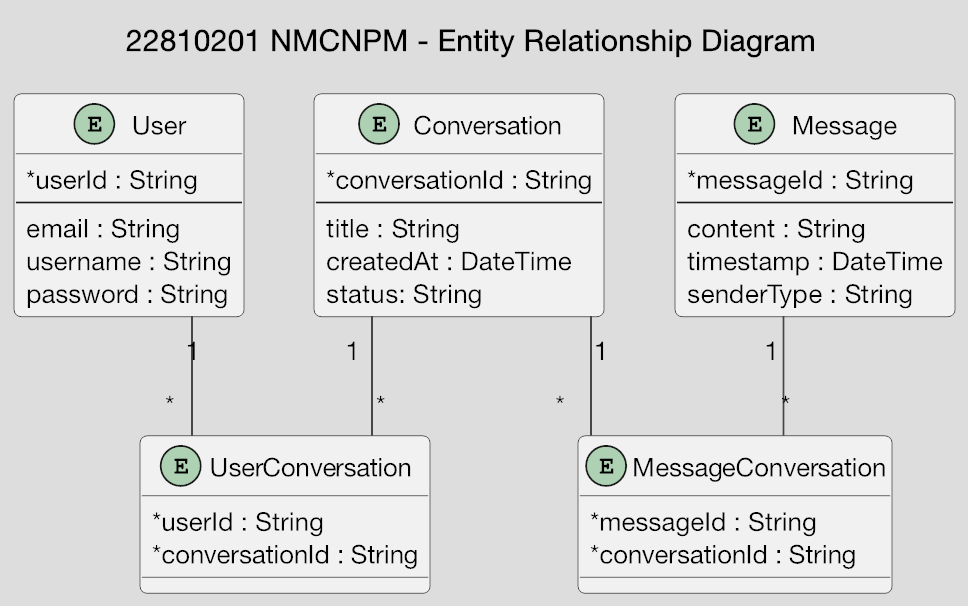 22810201 NMCNPM - Entity Relationship Diagram
E User
*userId : String
email : String
username : String
password : String
E Conversation
*conversationId : String
title : String
createdAt : DateTime
status: String
E Message
*messageId : String
content : String
timestamp : DateTime
senderType : String
1
1
1
1
*
*
*
*
E UserConversation
*userId : String
*conversationId : String
E MessageConversation
*messageId : String
*conversationId : String